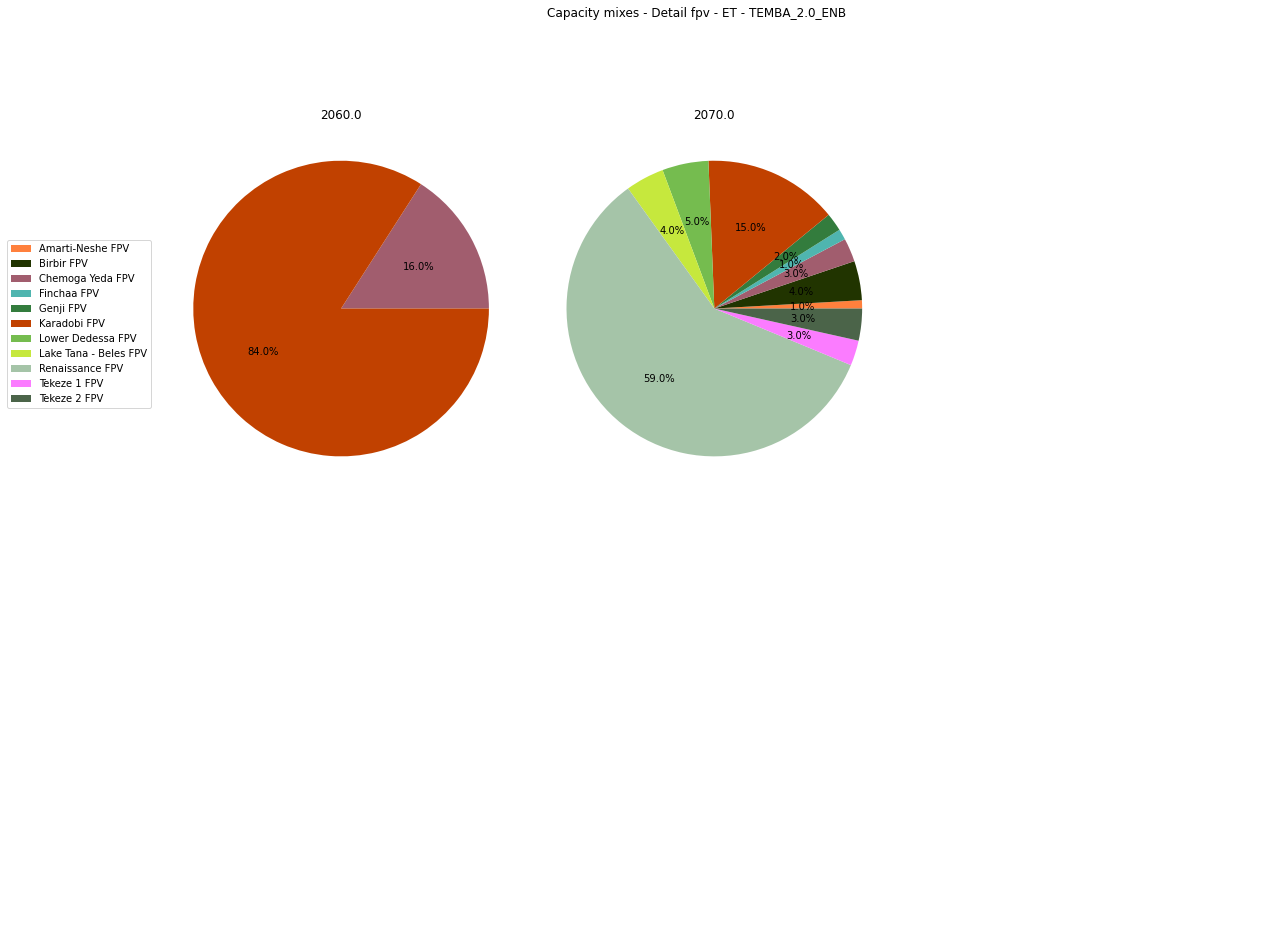 Capacity mixes - Detail fpv - ET - TEMBA_2.0_ENB
2060.0
16.0%
84.0%
2070.0
5.0%
15.0%
4.0%
2.0%
1.0%
3.0%
4.0%
1.0%
3.0%
3.0%
59.0%
Amarti-Neshe FPV
Birbir FPV
Chemoga Yeda FPV
Finchaa FPV
Genji FPV
Karadobi FPV
Lower Dedessa FPV
Lake Tana - Beles FPV
Renaissance FPV
Tekeze 1 FPV
Tekeze 2 FPV